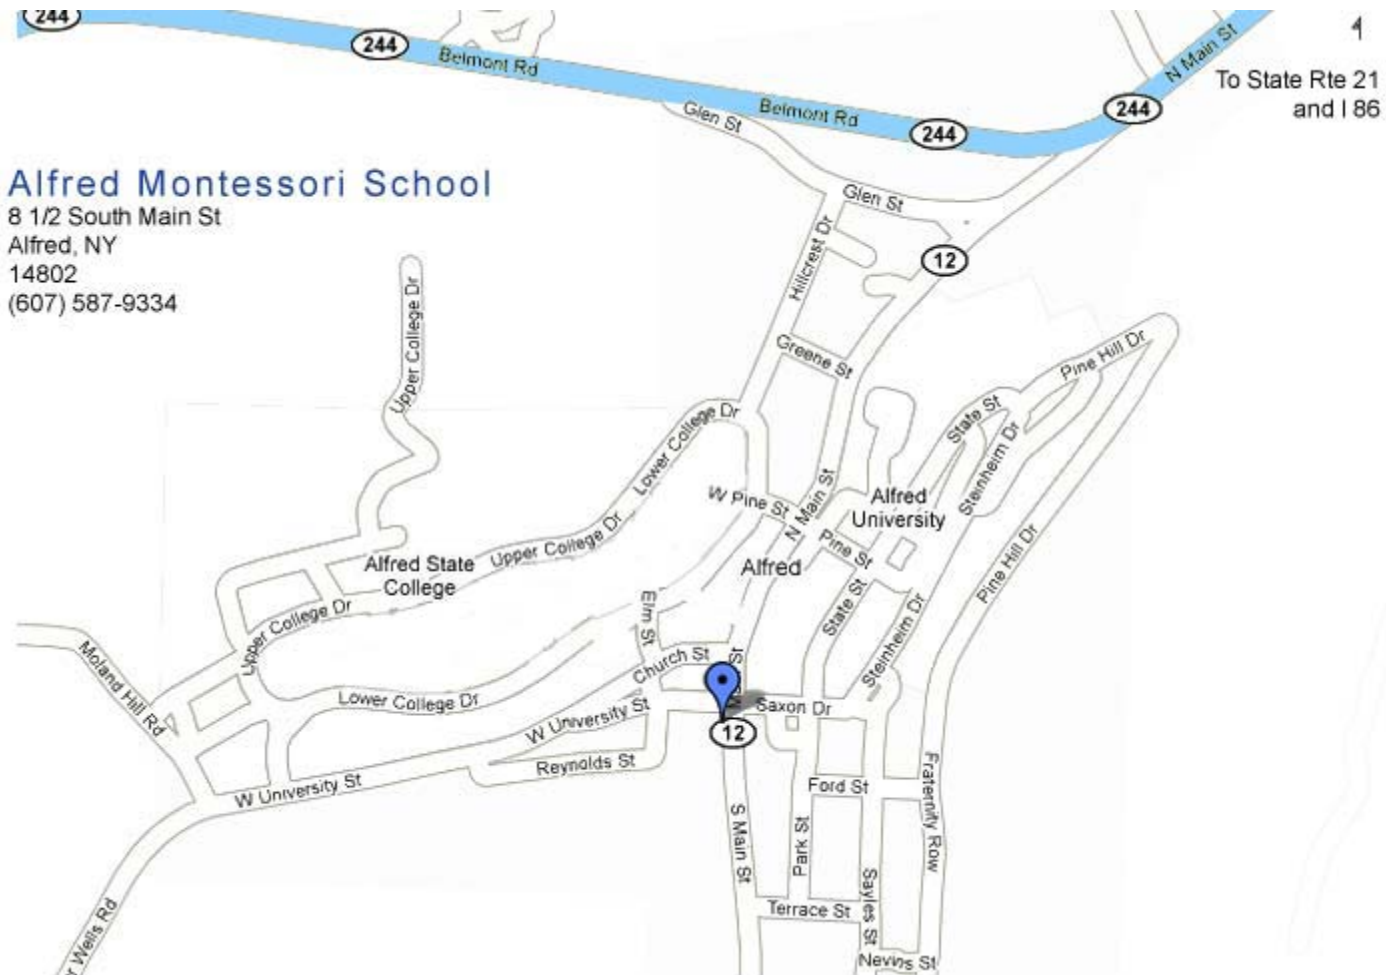 244
244
Belmont Rd
Glen St
Belmont Rd
244
244
N Main St
To State Rte 21
and I 86
Alfred Montessori School
8 1/2 South Main St
Alfred, NY
14802
(607) 587-9334
Glen St
Hillcrest Dr
12
Upper College Dr
Greene St
Pine Hill Dr
Lower College Dr
State St
Steinheim Dr
W Pine St
N Main St
Alfred
University
Upper College Dr
Pine St
Pine Hill Dr
Alfred State
College
Alfred
Upper College Dr
Elm St
State St
Steinheim Dr
Moland Hill Rd
Church St
St
Lower College Dr
W University St
Saxon Dr
12
Reynolds St
W University St
Ford St
Fraternity Row
S Main St
Park St
Terrace St
Sayles St
Wells Rd
Nevins St